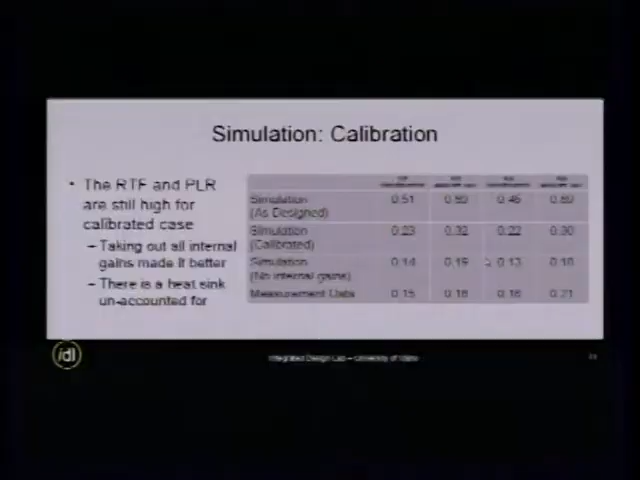 Simulation: Calibration
• The RTF and PLR
are still high for
calibrated case
– Taking out all internal
gains made it better
– There is a heat sink
un-accounted for
Simulation
(As Designed) 0.51 0.45
Simulation
(Calibrated) 0.23 0.32 0.22 0.30
Simulation
(No internal gains) 0.14 0.19 0.13 0.18
Measurement Data 0.15 0.18 0.16 0.21
idl
Integrated Design Lab – University of Idaho